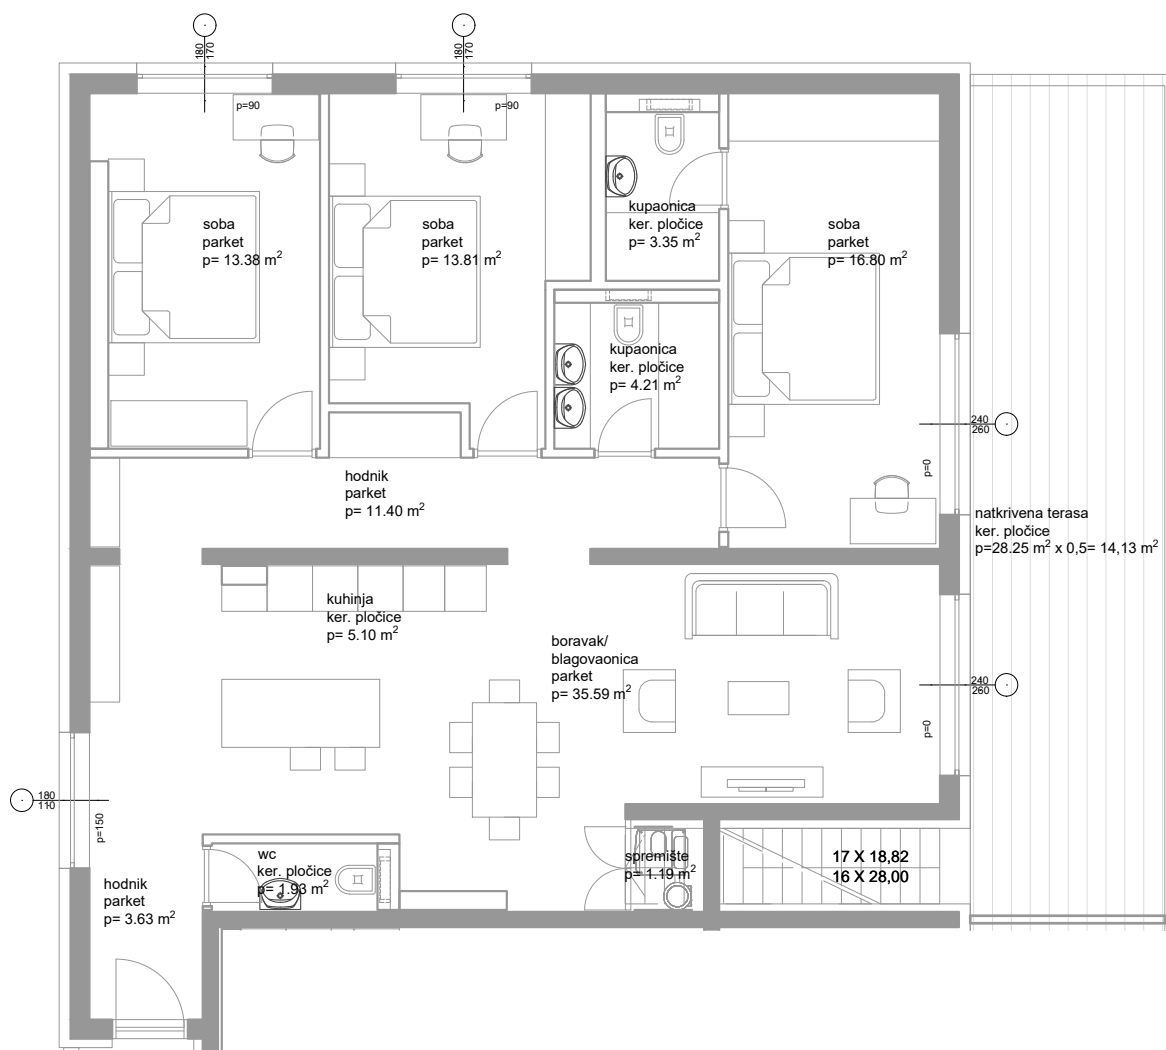 180
170
180
170
p=90
p=90
soba
parket
p= 13.38 m²
soba
parket
p= 13.81 m²
kupaonica
ker. pločice
p= 3.35 m²
soba
parket
p= 16.80 m²
kupaonica
ker. pločice
p= 4.21 m²
240
260
p=0
hodnik
parket
p= 11.40 m²
natkrivena terasa
ker. pločice
p=28.25 m² x 0,5= 14,13 m²
kuhinja
ker. pločice
p= 5.10 m²
boravak/
blagovaonica
parket
p= 35.59 m²
240
260
p=0
180
110
p=150
wc
ker. pločice
p= 1.93 m²
spremište
p= 1.19 m²
17 X 18,82
16 X 28,00
hodnik
parket
p= 3.63 m²